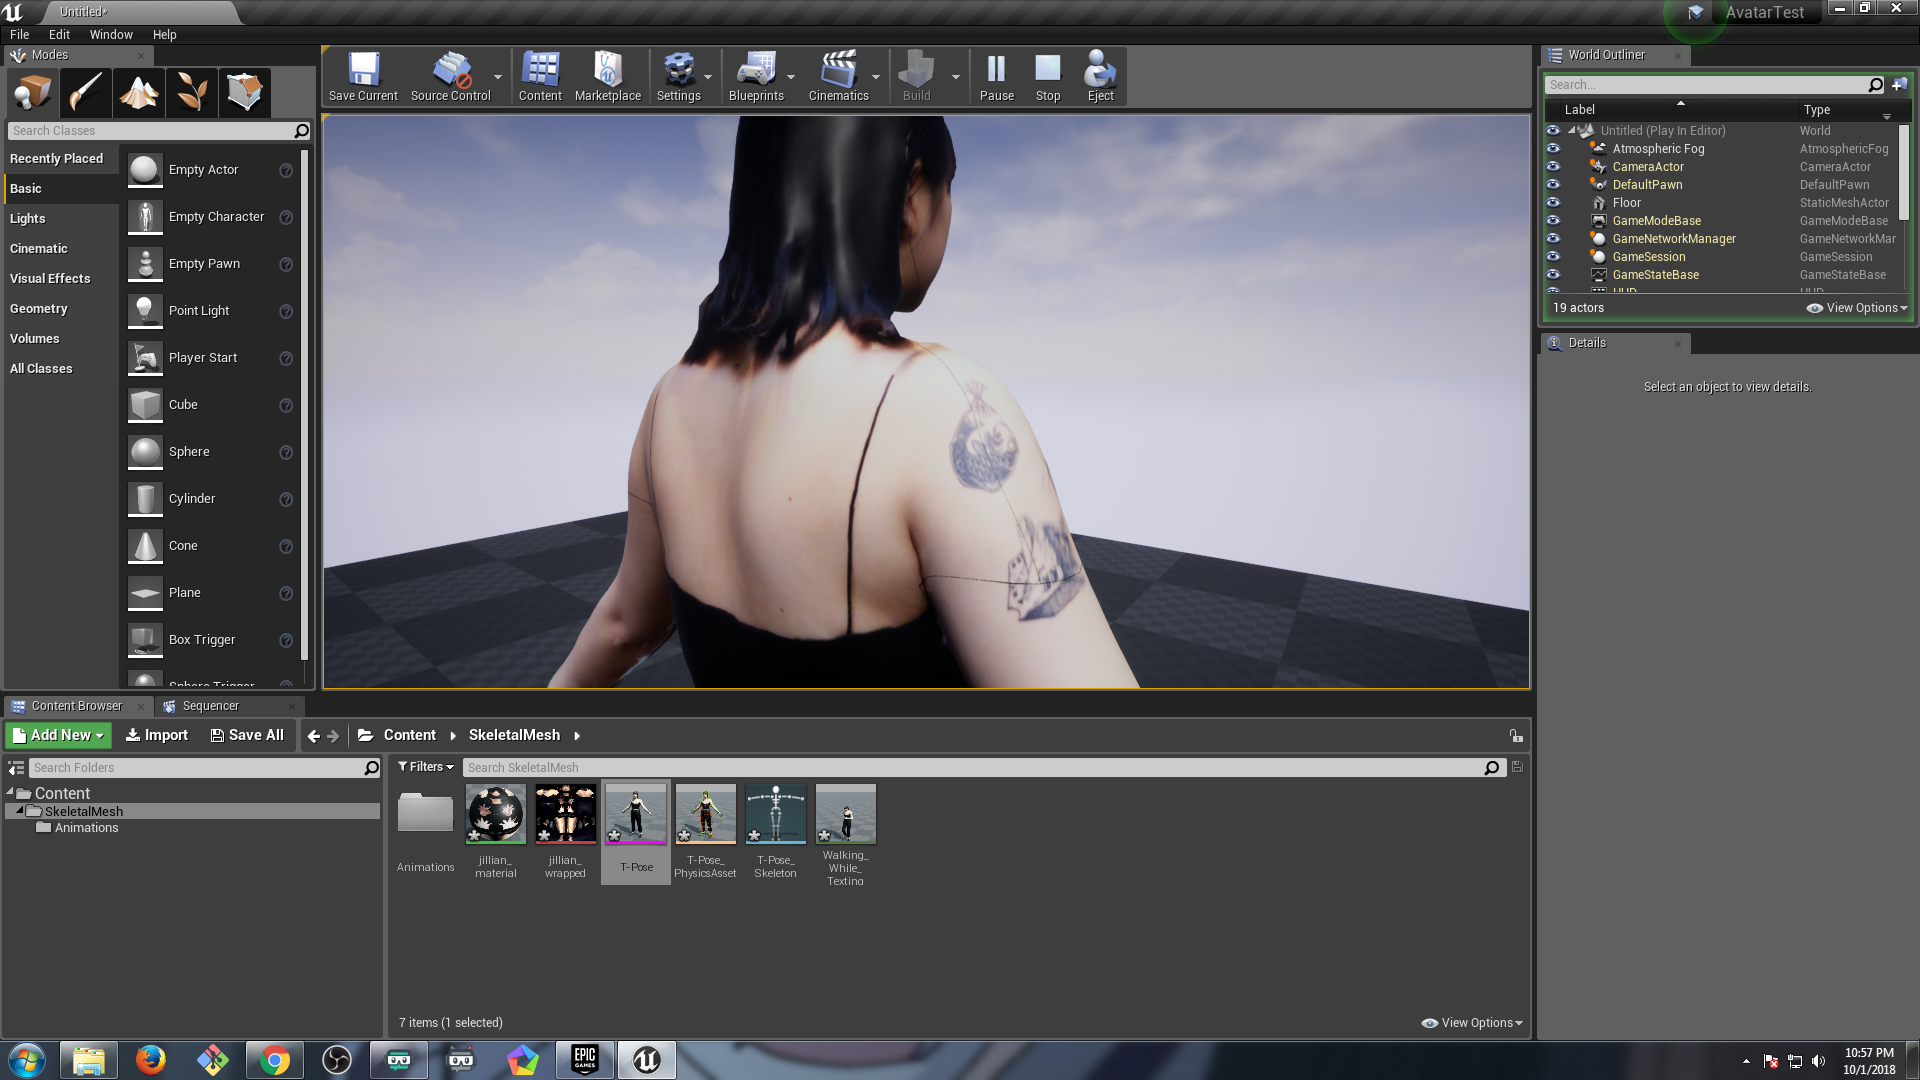 Untitled*
AvatarTest
File Edit Window Help
Modes
World Outliner
Save Current
Source Control
Content
Marketplace
Settings
Blueprints
Cinematics
Build
Pause
Stop
Eject
Search Classes
Recently Placed
Basic
Lights
Cinematic
Visual Effects
Geometry
Volumes
All Classes
Empty Actor
Empty Character
Empty Pawn
Point Light
Player Start
Cube
Sphere
Cylinder
Cone
Plane
Box Trigger
Sphere Trigger
Search...
Label Type
Untitled (Play In Editor) World
Atmospheric Fog AtmosphericFog
CameraActor CameraActor
DefaultPawn DefaultPawn
Floor StaticMeshActor
GameModeBase GameModeBase
GameNetworkManager GameNetworkMar
GameSession GameSession
GameStateBase GameStateBase
HUD HUD
19 actors View Options
Details
Select an object to view details.
Content Browser
Sequencer
Add New Import Save All Content SkeletalMesh
Search Folders
Content
SkeletalMesh
Animations
Filters Search SkeletalMesh
Animations
jillian_
material
jillian_
wrapped
T-Pose
T-Pose_
PhysicsAsset
T-Pose_
Skeleton
Walking_
While_
Texting
7 items (1 selected) View Options
EPIC
GAMES
10:57 PM
10/1/2018